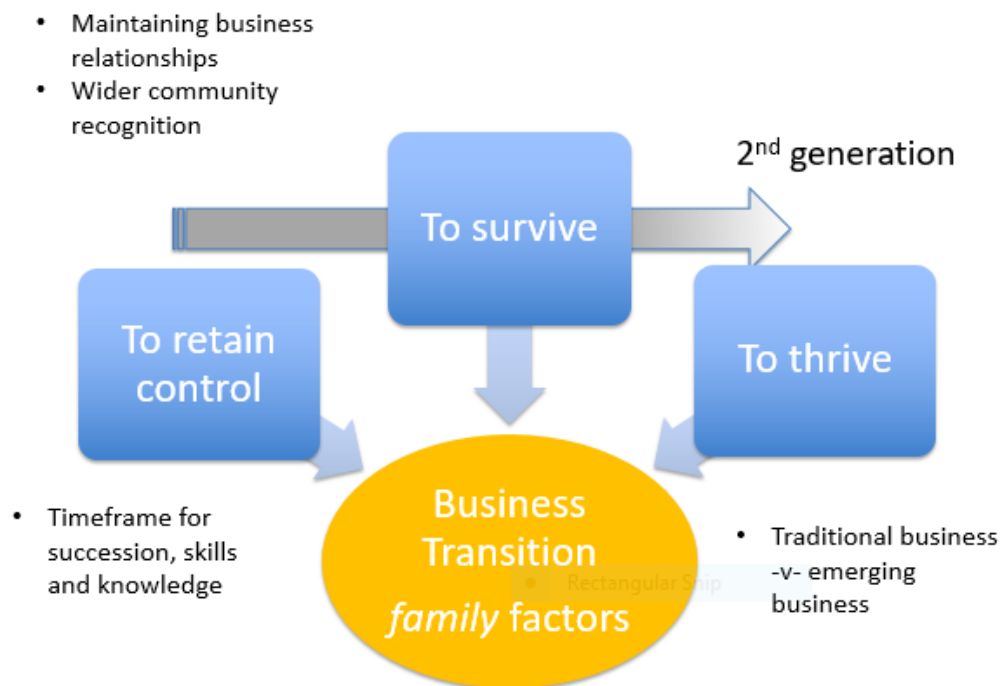 • Maintaining business
relationships
• Wider community
recognition
2nd generation
To survive
To retain
control
To thrive
• Timeframe for
succession, skills
and knowledge
Business
Transition
family factors
• Rectangular Snip
• Traditional business
-v- emerging
business